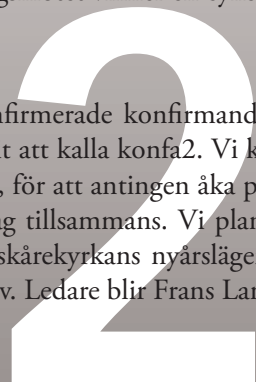 nfirmerade konfirmand
t att kalla konfa2. Vi k
, för att antingen åka p
g tillsammans. Vi plan
skårekyrkans nyårsläge
v. Ledare blir Frans Lar
2